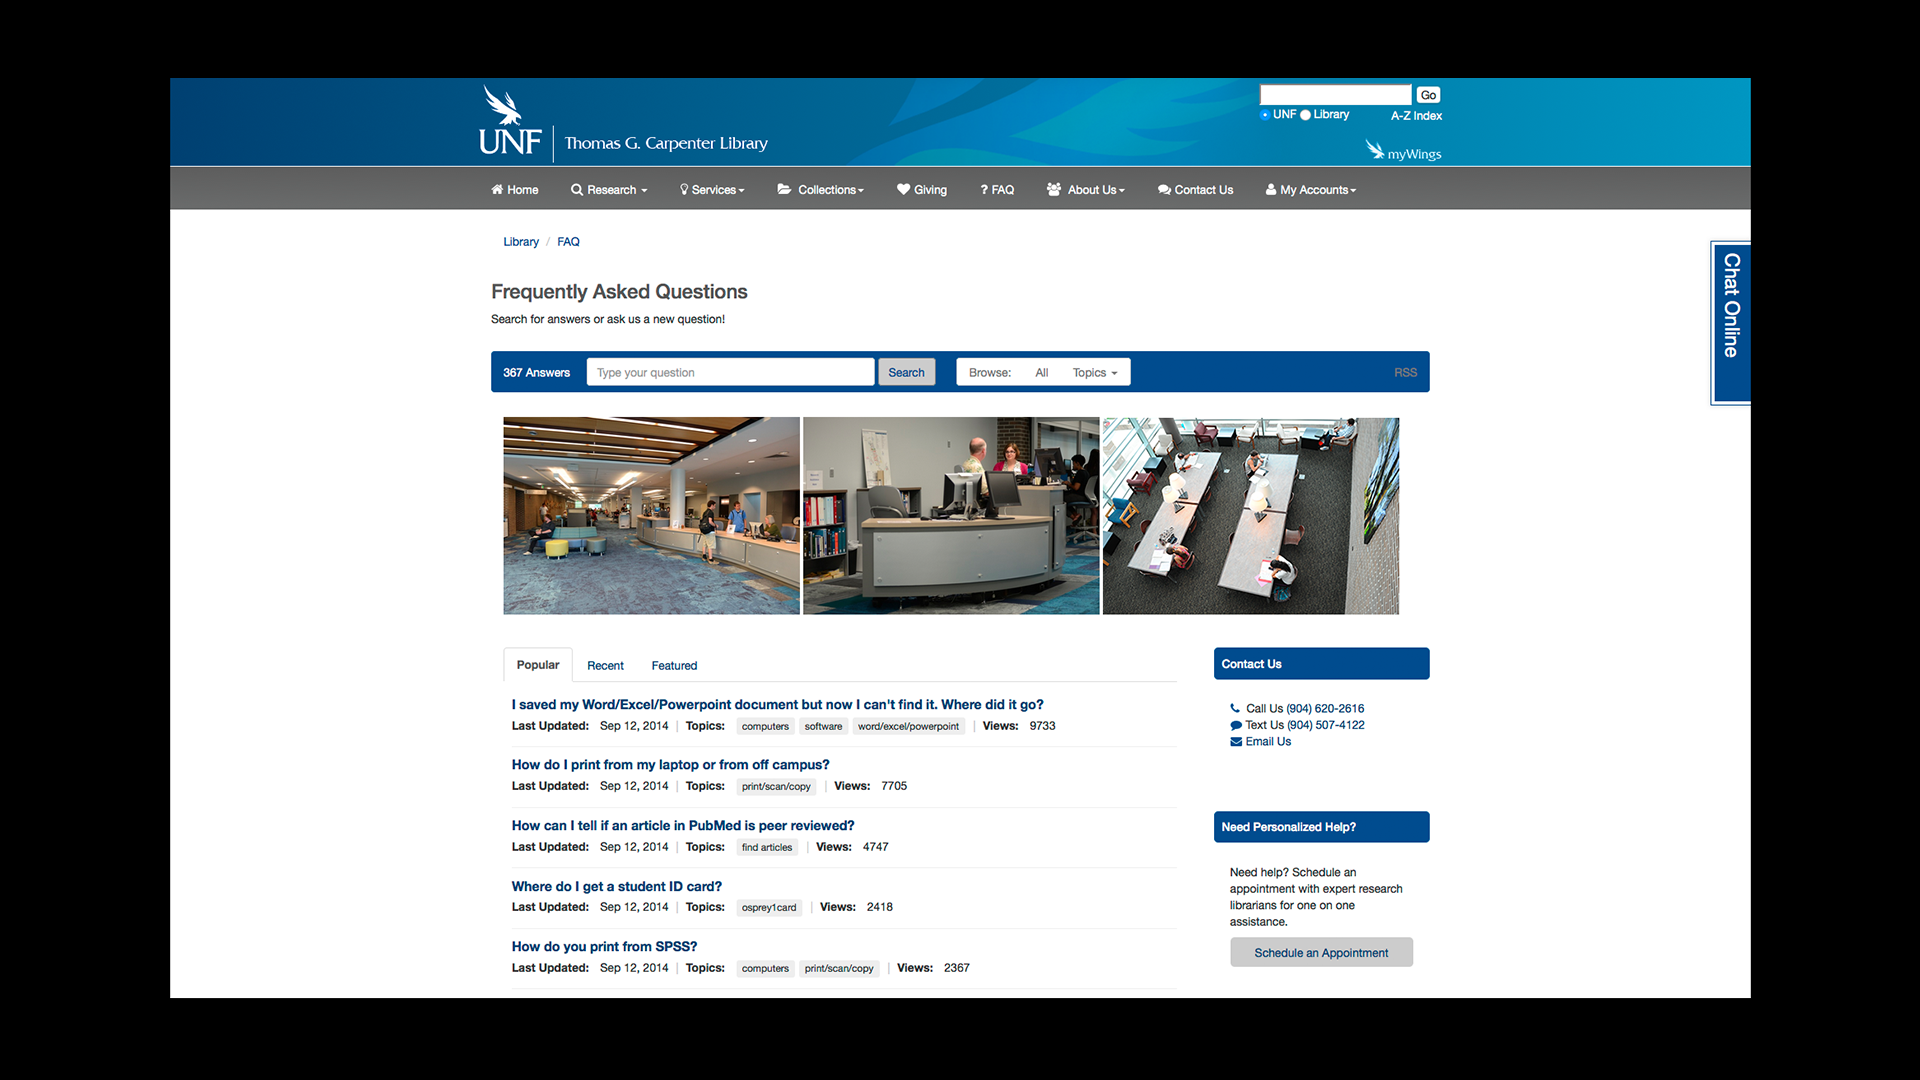 UNF
Thomas G. Carpenter Library
Go
UNF Library
A-Z Index
myWings
Home Research Services Collections Giving ? FAQ About Us Contact Us My Accounts
Library / FAQ
Chat Online
Frequently Asked Questions
Search for answers or ask us a new question!
367 Answers Type your question Search Browse: All Topics RSS
Popular Recent Featured
I saved my Word/Excel/Powerpoint document but now I can't find it. Where did it go?
Last Updated: Sep 12, 2014 | Topics: computers software word/excel/powerpoint | Views: 9733
How do I print from my laptop or from off campus?
Last Updated: Sep 12, 2014 | Topics: print/scan/copy | Views: 7705
How can I tell if an article in PubMed is peer reviewed?
Last Updated: Sep 12, 2014 | Topics: find articles | Views: 4747
Where do I get a student ID card?
Last Updated: Sep 12, 2014 | Topics: osprey1card | Views: 2418
How do you print from SPSS?
Last Updated: Sep 12, 2014 | Topics: computers print/scan/copy | Views: 2367
Contact Us
Call Us (904) 620-2616
Text Us (904) 507-4122
Email Us
Need Personalized Help?
Need help? Schedule an
appointment with expert research
librarians for one on one
assistance.
Schedule an Appointment